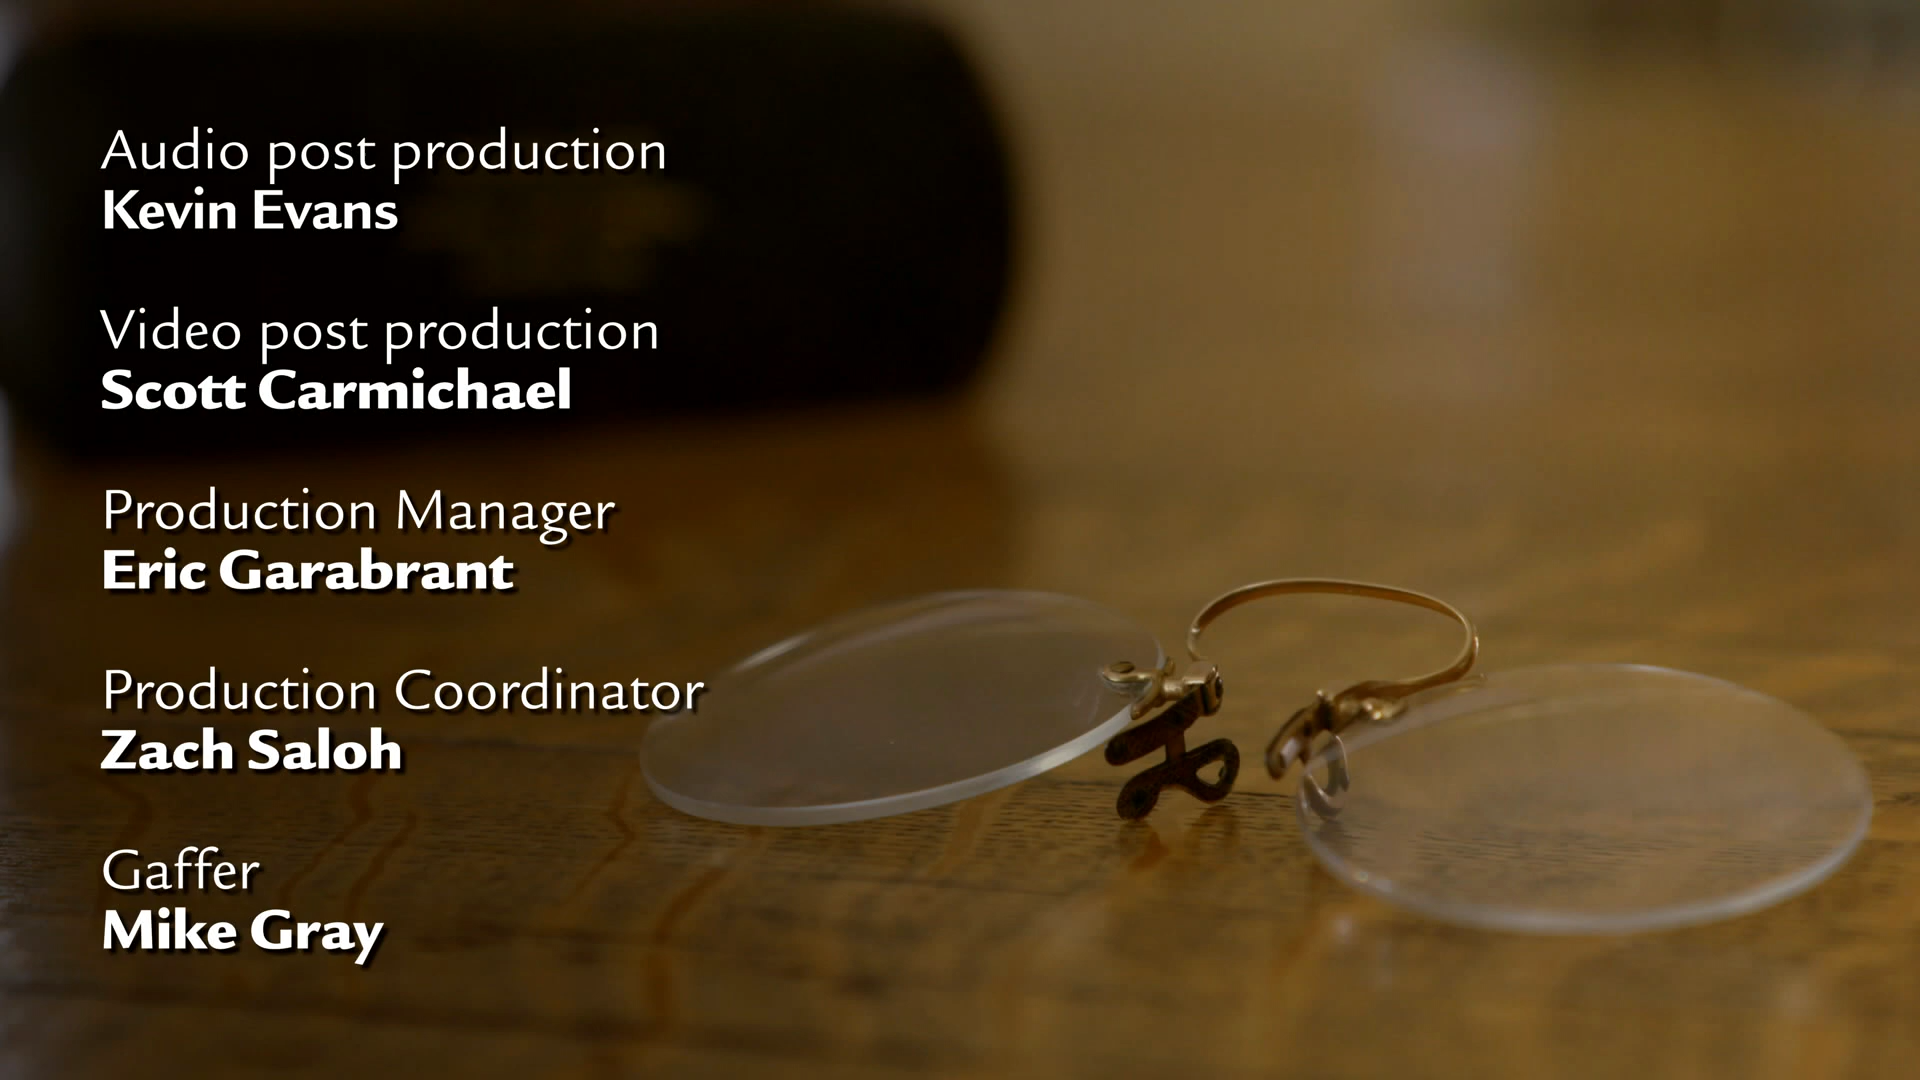 Audio post production
Kevin Evans
Video post production
Scott Carmichael
Production Manager
Eric Garabrant
Production Coordinator
Zach Saloh
Gaffer
Mike Gray